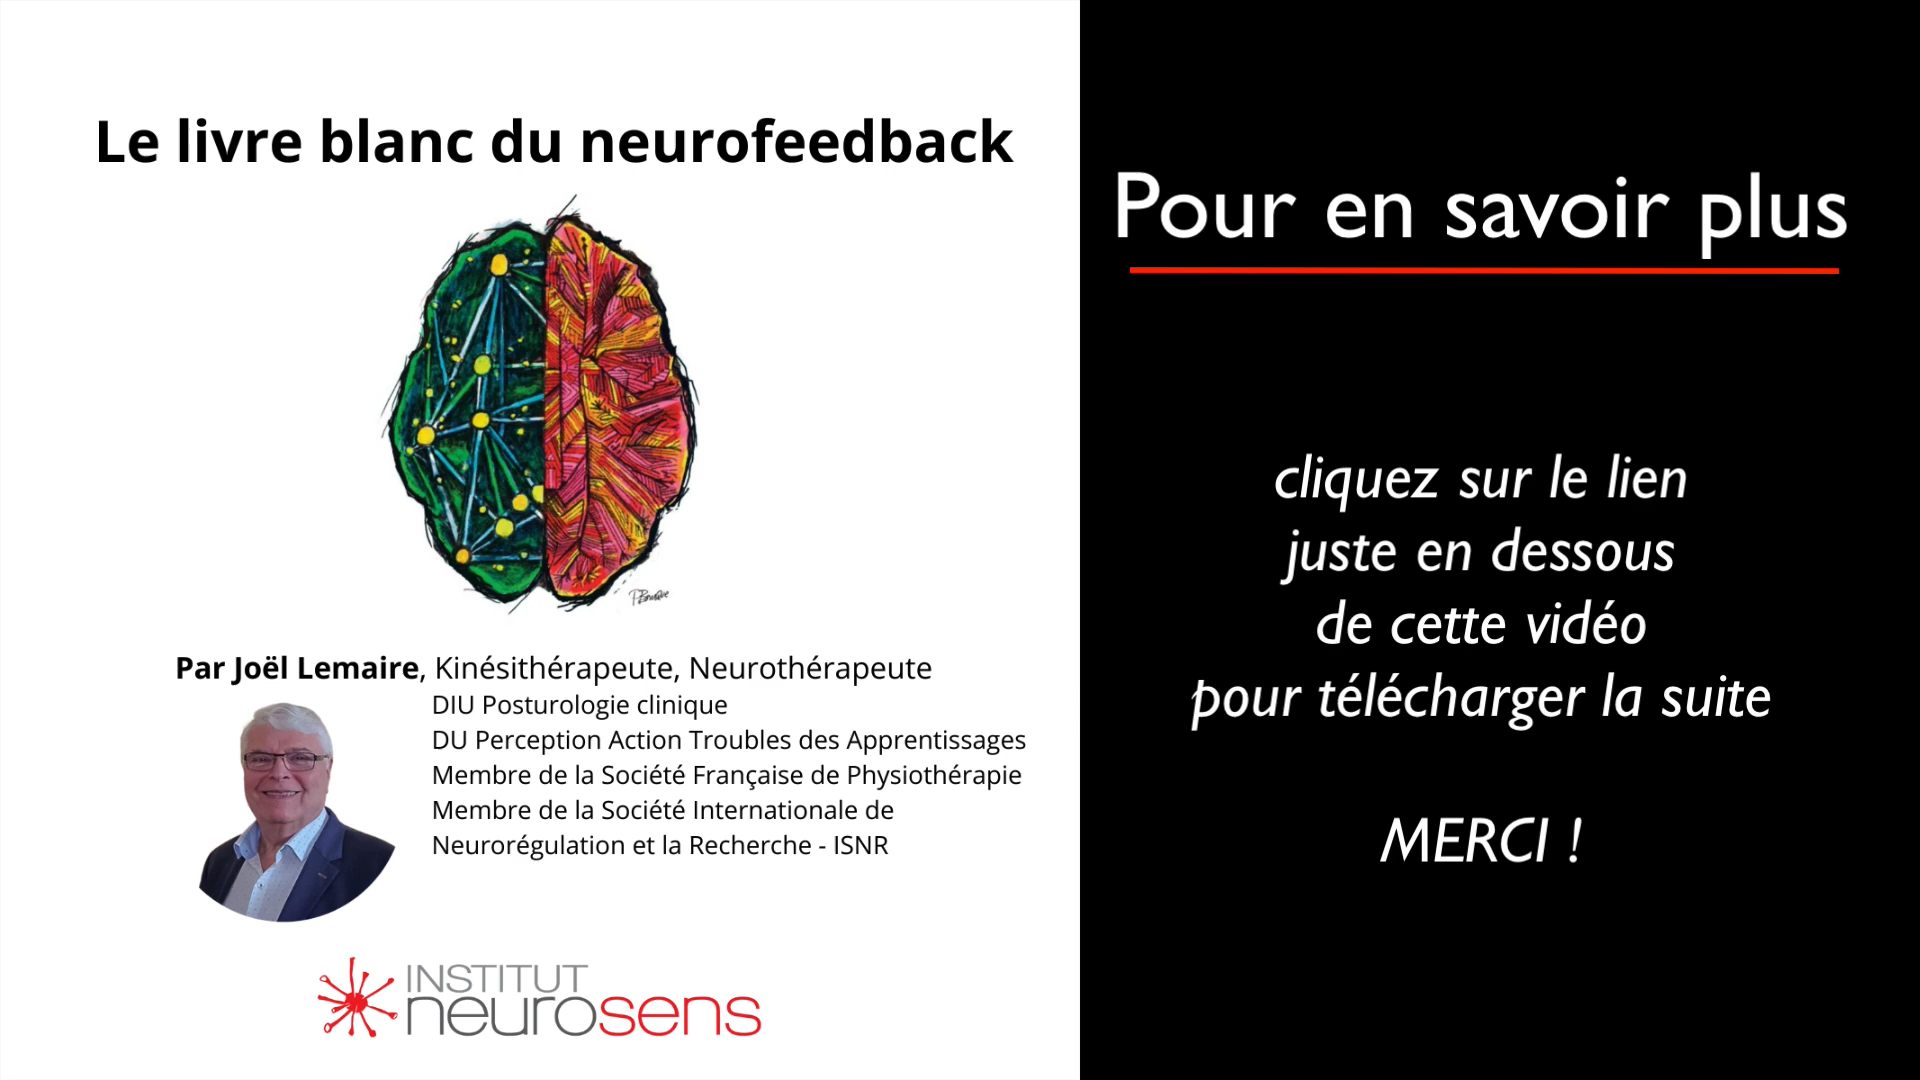 Le livre blanc du neurofeedback
Par Joël Lemaire, Kinésithérapeute, Neurothérapeute
DIU Posturologie clinique
DU Perception Action Troubles des Apprentissages
Membre de la Société Française de Physiothérapie
Membre de la Société Internationale de
Neurorégulation et la Recherche - ISNR
INSTITUT
neurosens
Pour en savoir plus
cliquez sur le lien
juste en dessous
de cette vidéo
pour télécharger la suite
MERCI !